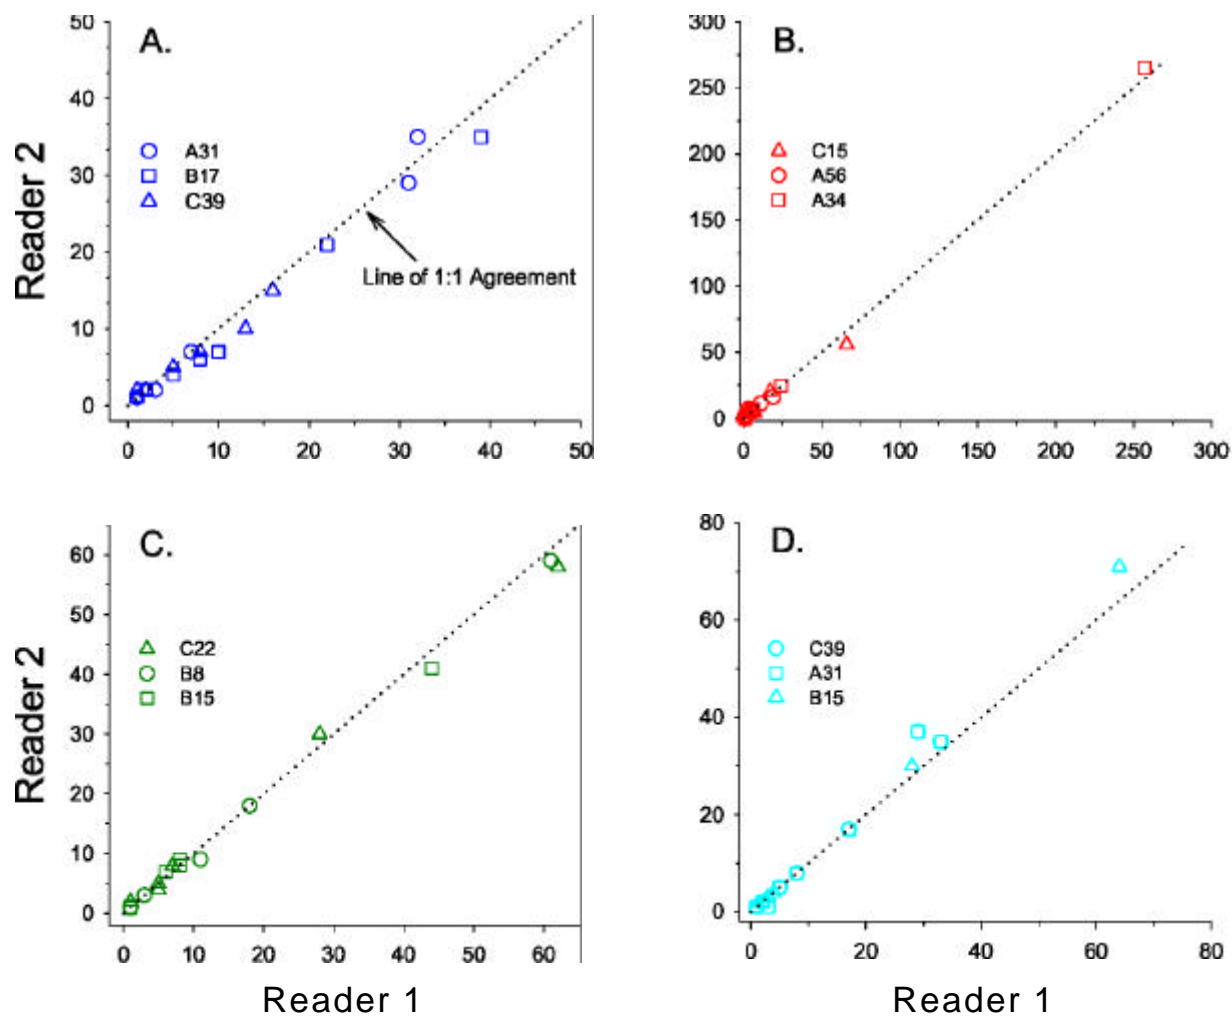 A.
50
40
30
20
10
0
Reader 2
A31
B17
C39
Line of 1:1 Agreement
0 10 20 30 40 50
B.
300
250
200
150
100
50
0
C15
A56
A34
0 50 100 150 200 250 300
C.
60
50
40
30
20
10
0
Reader 2
C22
B8
B15
0 10 20 30 40 50 60
Reader 1
D.
80
60
40
20
0
C39
A31
B15
0 20 40 60 80
Reader 1